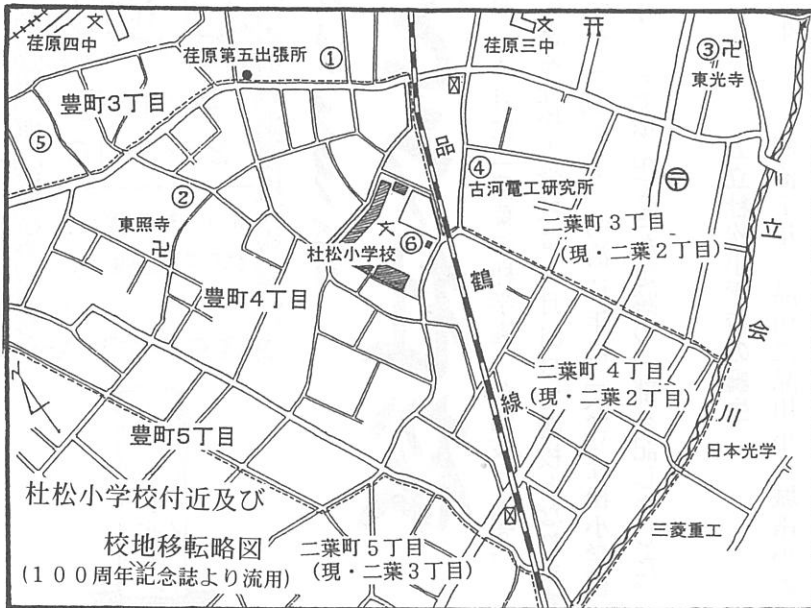 荏原四中
文
荏原第五出張所
①
荏原三中
文
③
東光寺
豊町3丁目
⑤
②
東照寺
品鶴線
④
古河電工研究所
文
⑥
杜松小学校
二葉町3丁目
(現・二葉2丁目)
立会川
豊町4丁目
二葉町 4丁目
(現・二葉2丁目)
豊町5丁目
日本光学
三菱重工
N
杜松小学校付近及び
校地移転略図
(100周年記念誌より流用)
二葉町5丁目
(現・二葉3丁目)